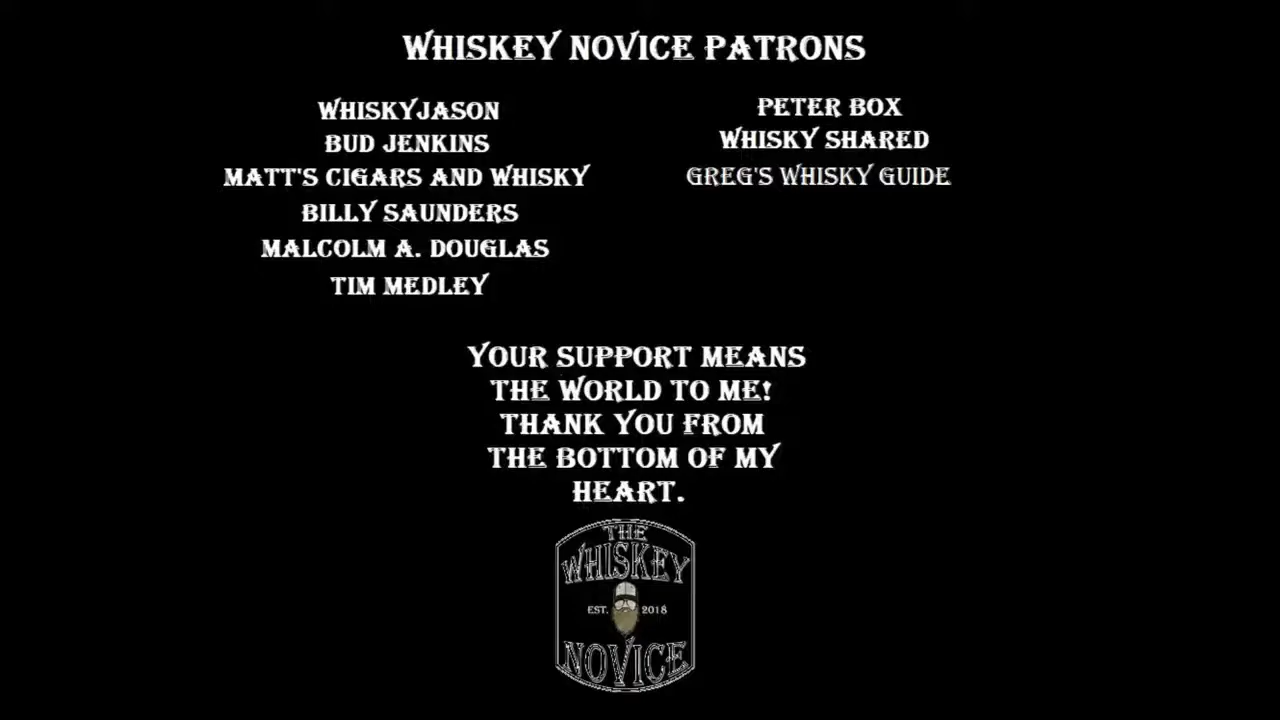 WHISKEY NOVICE PATRONS
WHISKYJASON
BUD JENKINS
MATT'S CIGARS AND WHISKY
BILLY SAUNDERS
MALCOLM A. DOUGLAS
TIM MEDLEY
PETER BOX
WHISKY SHARED
GREG'S WHISKY GUIDE
YOUR SUPPORT MEANS
THE WORLD TO ME!
THANK YOU FROM
THE BOTTOM OF MY
HEART.
THE
WHISKEY
EST. 2018
NOVICE